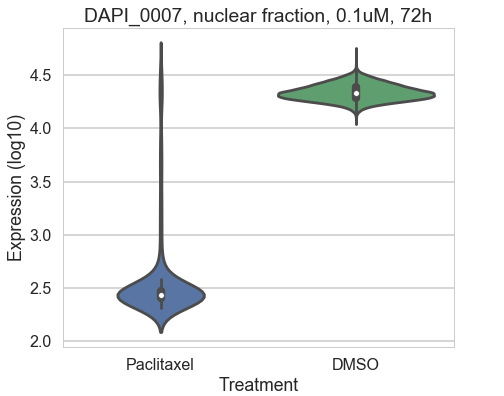 DAPI_0007, nuclear fraction, 0.1uM, 72h
Expression (log10)
4.5
4.0
3.5
3.0
2.5
2.0
Paclitaxel DMSO
Treatment